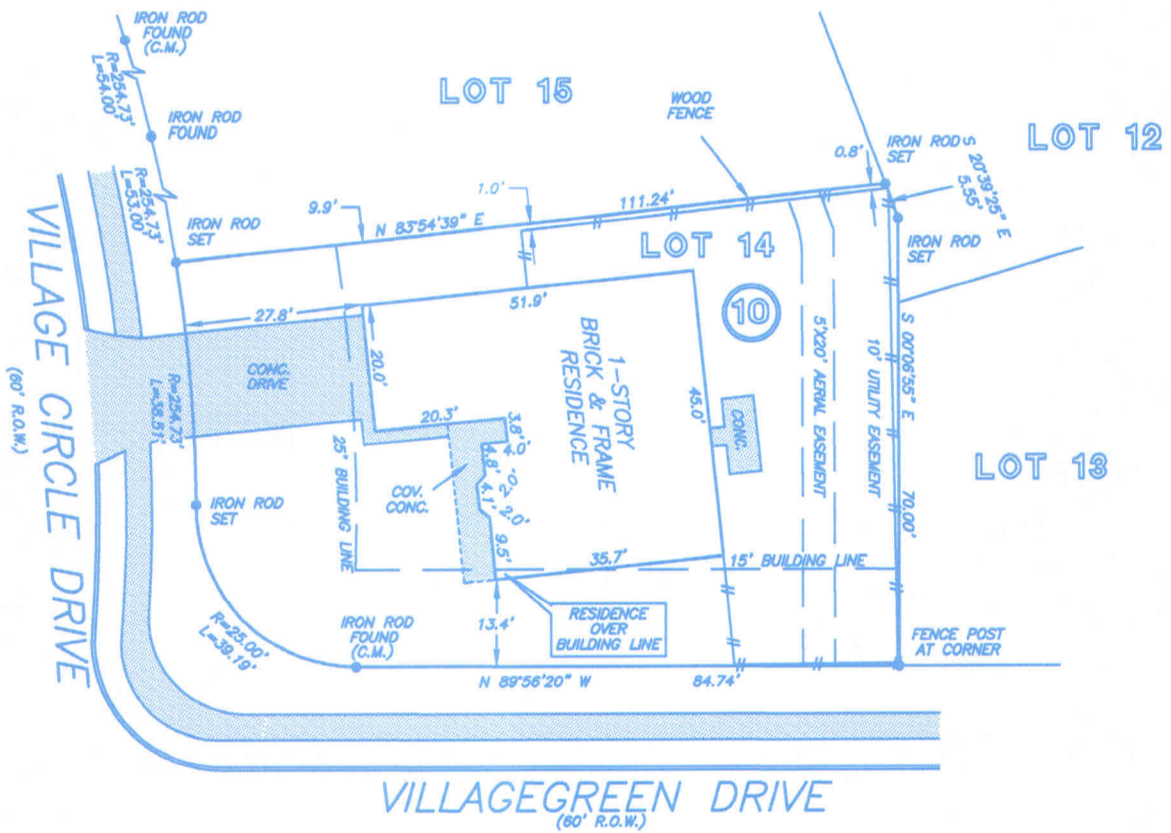 IRON ROD
FOUND
(C.M.)
R=254.73'
L=54.00'
IRON ROD
FOUND
R=254.73'
L=53.00'
LOT 15
WOOD
FENCE
LOT 12
IRON ROD
SET
0.8'
S 20°39'25" E
5.55'
IRON ROD
SET
9.9'
1.0'
111.24'
N 83°54'39" E
IRON ROD
SET
LOT 14
10
27.8'
51.9'
CONC.
DRIVE
20.0'
1-STORY
BRICK & FRAME
RESIDENCE
5'X20' AERIAL EASEMENT
10' UTILITY EASEMENT
S 00°06'55" E
70.00'
VILLAGE CIRCLE DRIVE
(60' R.O.W.)
R=254.73'
L=38.51'
20.3'
3.8'
4.0'
4.8'
2.0'
4.1'
2.0'
9.5'
45.0'
CONC.
LOT 13
25' BUILDING LINE
COV.
CONC.
IRON ROD
SET
35.7'
15' BUILDING LINE
13.4'
RESIDENCE
OVER
BUILDING LINE
R=25.00'
L=39.19'
IRON ROD
FOUND
(C.M.)
FENCE POST
AT CORNER
N 89°56'20" W
84.74'
VILLAGEGREEN DRIVE
(60' R.O.W.)